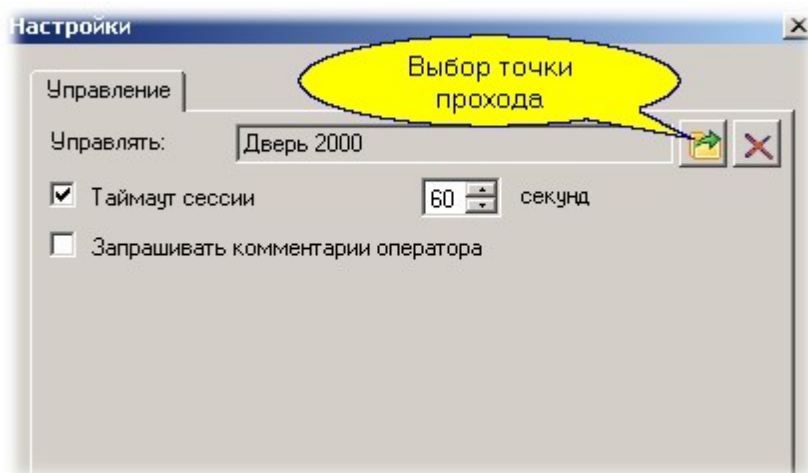 Настройки
Выбор точки
прохода
Управление
Управлять: Дверь 2000
Таймаут сессии 60 секунд
Запрашивать комментарии оператора